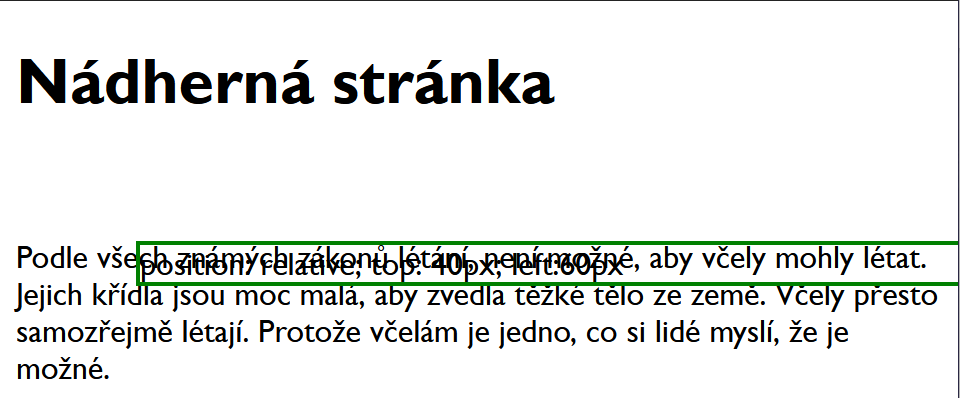 Nádherná stránka
Podle všech známých zákonů létání, není možné, aby včely mohly létat.
position: relative; top: 40px; left:60px
Jejich křídla jsou moc malá, aby zvedla těžké tělo ze země. Včely přesto
samozřejmě létají. Protože včelám je jedno, co si lidé myslí, že je
možné.